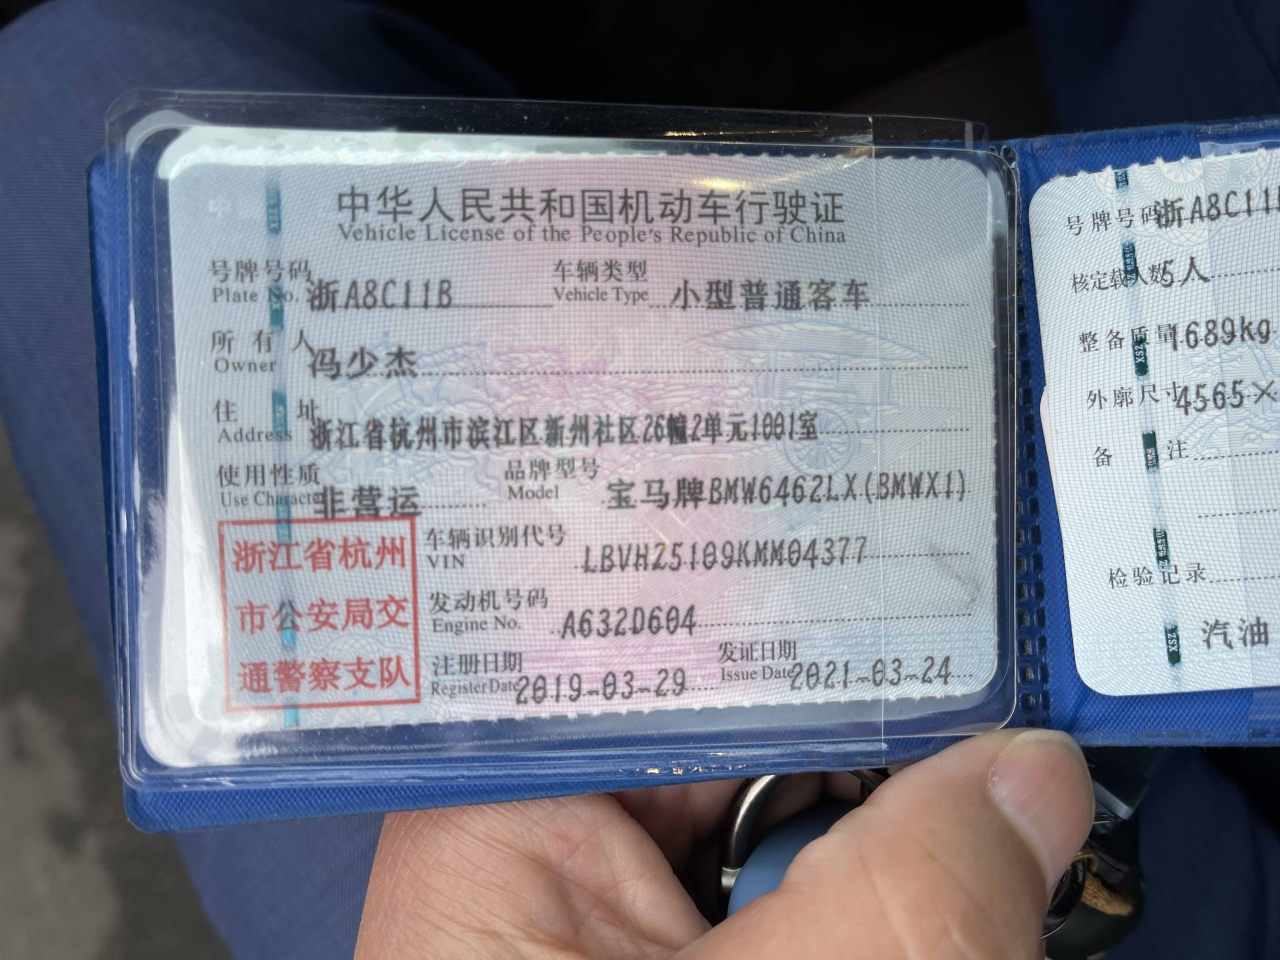 中华人民共和国机动车行驶证
Vehicle License of the People's Republic of China
号牌号码 浙A8C11B 车辆类型 小型普通客车
Plate No. Vehicle Type
所有人 冯少杰
Owner
住址 浙江省杭州市滨江区新州社区26幢2单元1001室
Address
使用性质 非营运 品牌型号 宝马牌BMW6462LX(BMWX1)
Use Character Model
浙江省杭州
市公安局交
通警察支队
车辆识别代号 LBVHZ5109KMM04377
VIN
发动机号码 A632D604
Engine No.
注册日期 2019-03-29 发证日期 2021-03-24
Register Date Issue Date
号牌号码 浙A8C11
核定载人数 5人
整备质量 1689kg
外廓尺寸 4565×
备注
检验记录
汽油